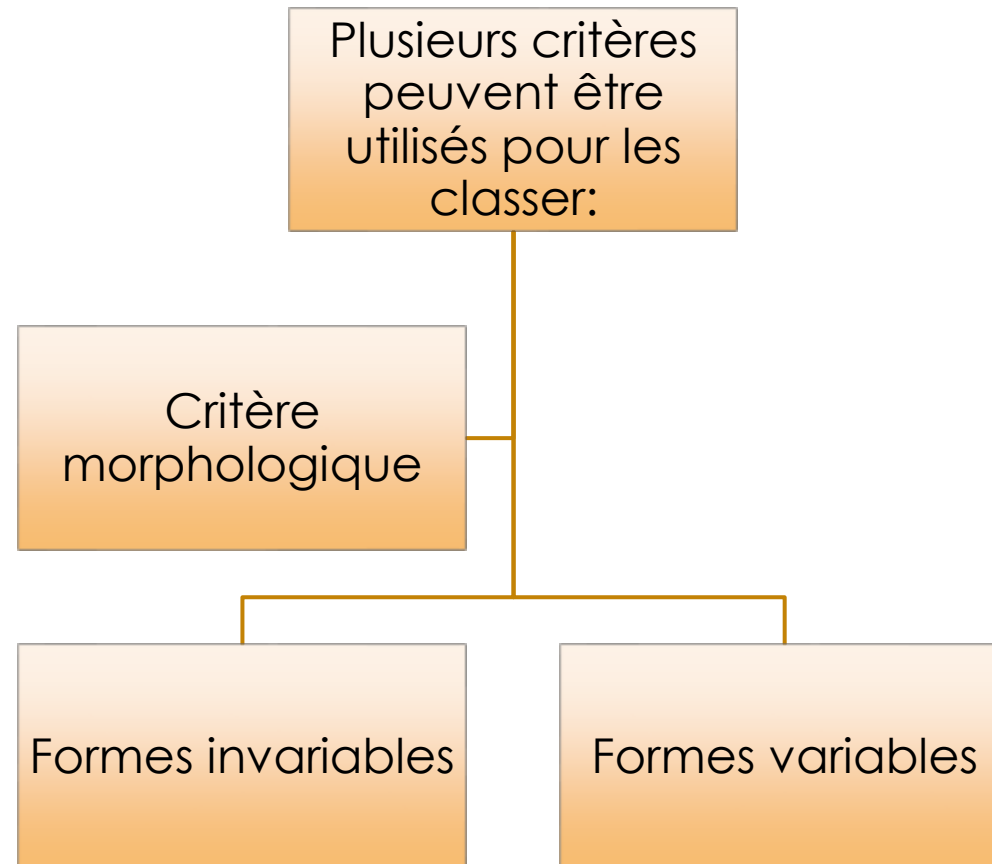 Plusieurs critères
peuvent être
utilisés pour les
classer:
Critère
morphologique
Formes invariables
Formes variables